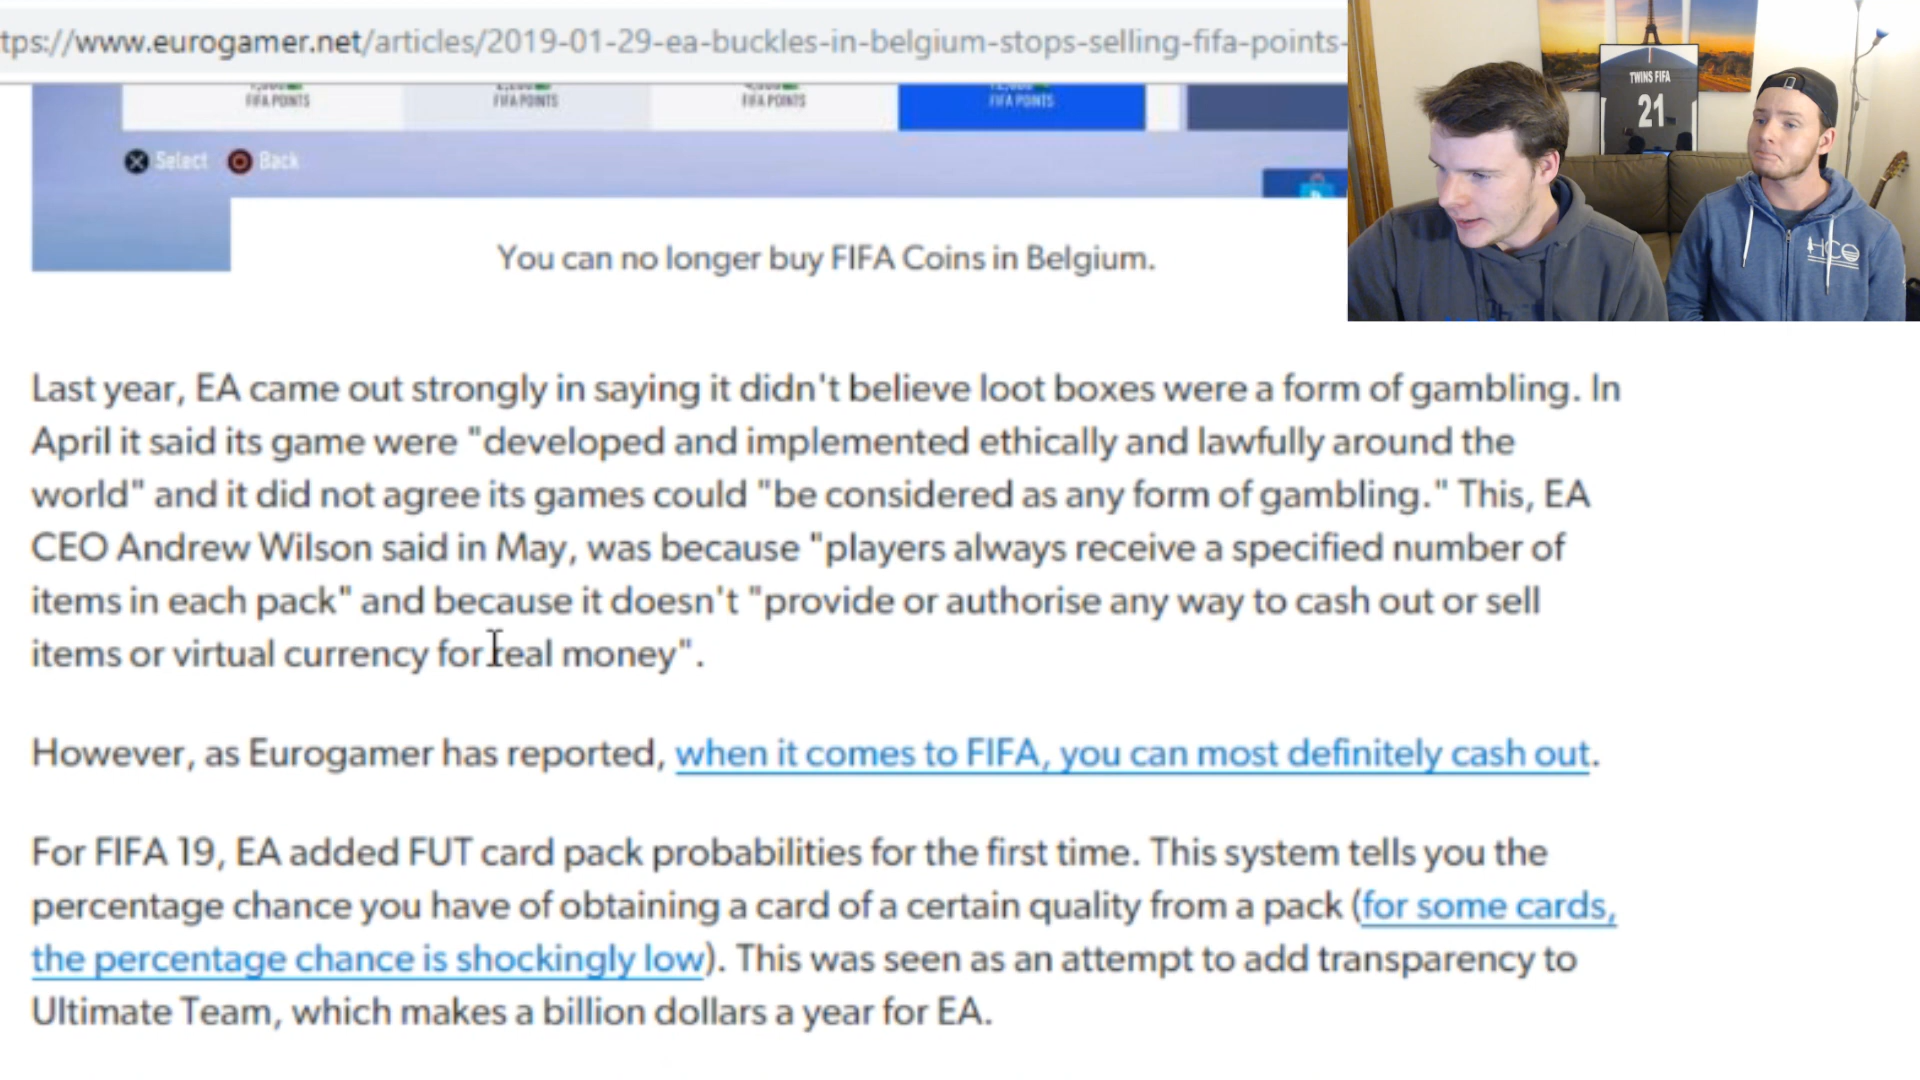 tps://www.eurogamer.net/articles/2019-01-29-ea-buckles-in-belgium-stops-selling-fifa-points-
FIFA POINTS FIFA POINTS FIFA POINTS FIFA POINTS
Select Back
You can no longer buy FIFA Coins in Belgium.
TWINS FIFA
21
HCO
Last year, EA came out strongly in saying it didn't believe loot boxes were a form of gambling. In
April it said its game were "developed and implemented ethically and lawfully around the
world" and it did not agree its games could "be considered as any form of gambling." This, EA
CEO Andrew Wilson said in May, was because "players always receive a specified number of
items in each pack" and because it doesn't "provide or authorise any way to cash out or sell
items or virtual currency for real money".
However, as Eurogamer has reported, when it comes to FIFA, you can most definitely cash out.
For FIFA 19, EA added FUT card pack probabilities for the first time. This system tells you the
percentage chance you have of obtaining a card of a certain quality from a pack (for some cards,
the percentage chance is shockingly low). This was seen as an attempt to add transparency to
Ultimate Team, which makes a billion dollars a year for EA.